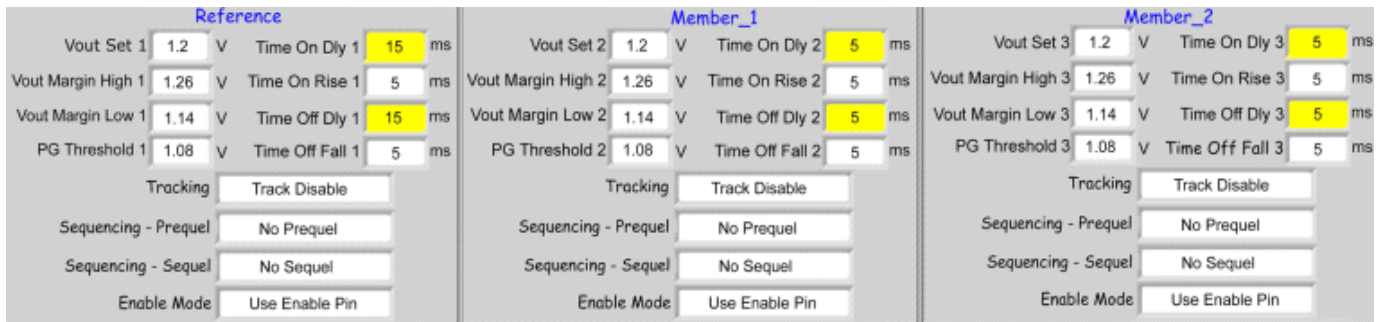 Reference
Vout Set 1 1.2 V Time On Dly 1 15 ms
Vout Margin High 1 1.26 V Time On Rise 1 5 ms
Vout Margin Low 1 1.14 V Time Off Dly 1 15 ms
PG Threshold 1 1.08 V Time Off Fall 1 5 ms
Tracking Track Disable
Sequencing - Prequel No Prequel
Sequencing - Sequel No Sequel
Enable Mode Use Enable Pin
Member_1
Vout Set 2 1.2 V Time On Dly 2 5 ms
Vout Margin High 2 1.26 V Time On Rise 2 5 ms
Vout Margin Low 2 1.14 V Time Off Dly 2 5 ms
PG Threshold 2 1.08 V Time Off Fall 2 5 ms
Tracking Track Disable
Sequencing - Prequel No Prequel
Sequencing - Sequel No Sequel
Enable Mode Use Enable Pin
Member_2
Vout Set 3 1.2 V Time On Dly 3 5 ms
Vout Margin High 3 1.26 V Time On Rise 3 5 ms
Vout Margin Low 3 1.14 V Time Off Dly 3 5 ms
PG Threshold 3 1.08 V Time Off Fall 3 5 ms
Tracking Track Disable
Sequencing - Prequel No Prequel
Sequencing - Sequel No Sequel
Enable Mode Use Enable Pin